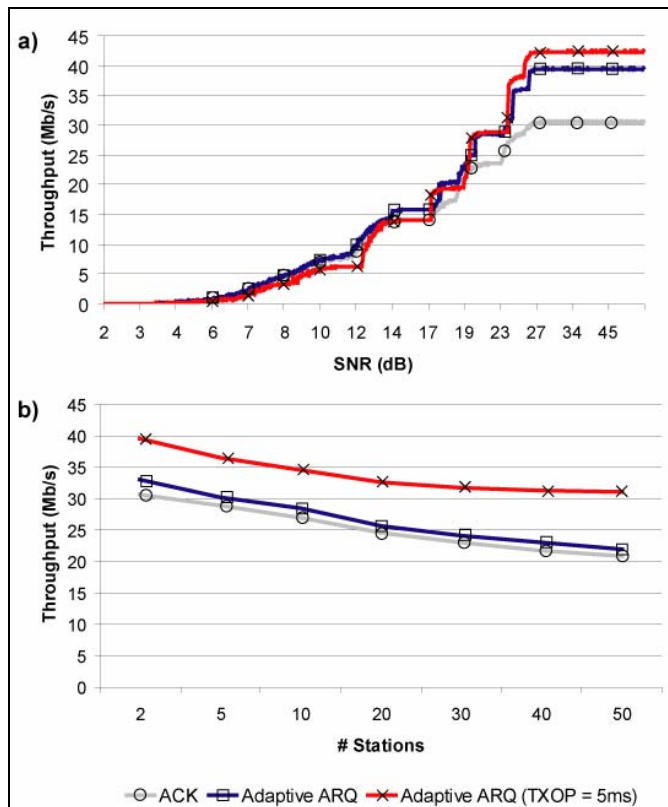 a)
Throughput (Mb/s)
45
40
35
30
25
20
15
10
5
0
2 3 4 6 7 8 10 12 14 17 19 23 27 34 45
SNR (dB)
b)
Throughput (Mb/s)
45
40
35
30
25
20
15
10
5
0
2 5 10 20 30 40 50
# Stations
ACK Adaptive ARQ Adaptive ARQ (TXOP = 5ms)